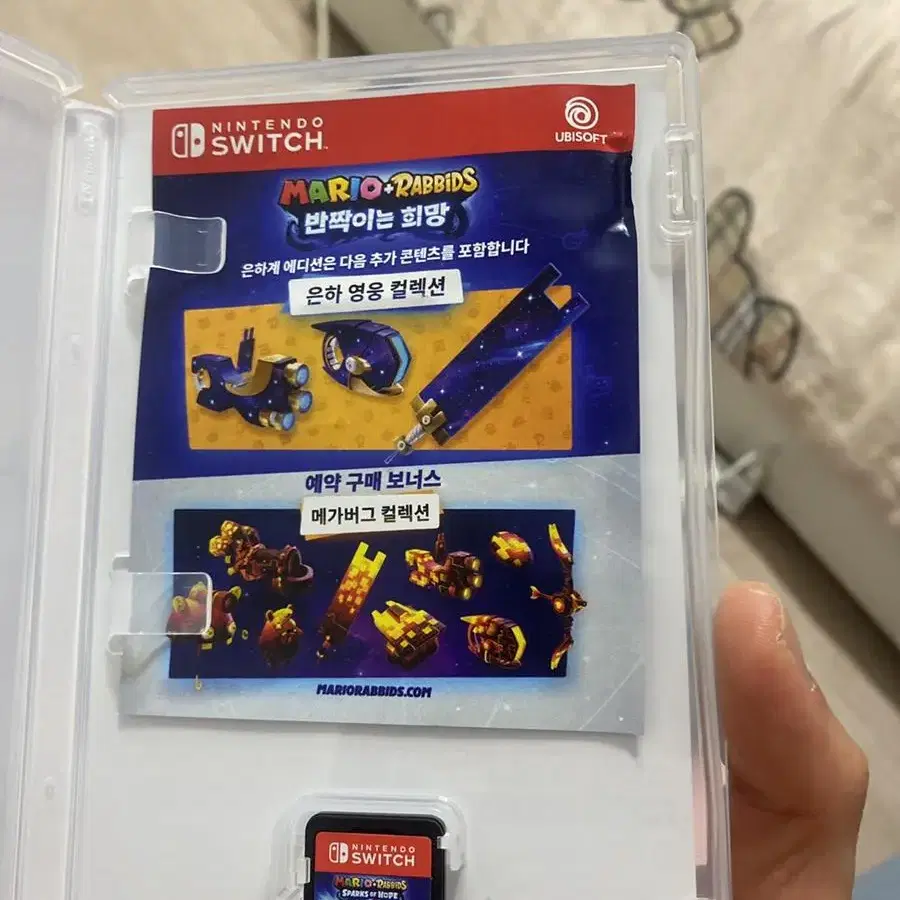 NINTENDO
SWITCH™
UBISOFT
MARIO+RABBIDS
반짝이는 희망
은하계 에디션은 다음 추가 콘텐츠를 포함합니다
은하 영웅 컬렉션
예약 구매 보너스
메가버그 컬렉션
MARIORABBIDS.COM
NINTENDO
SWITCH
MARIO+RABBIDS
SPARKS OF HOPE